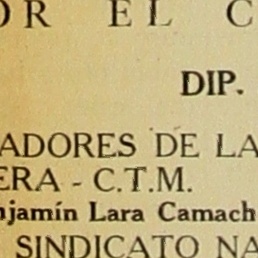 OR EL C
DIP.
ADORES DE LA
ERA - C.T.M.
njamín Lara Camach
SINDICATO NA